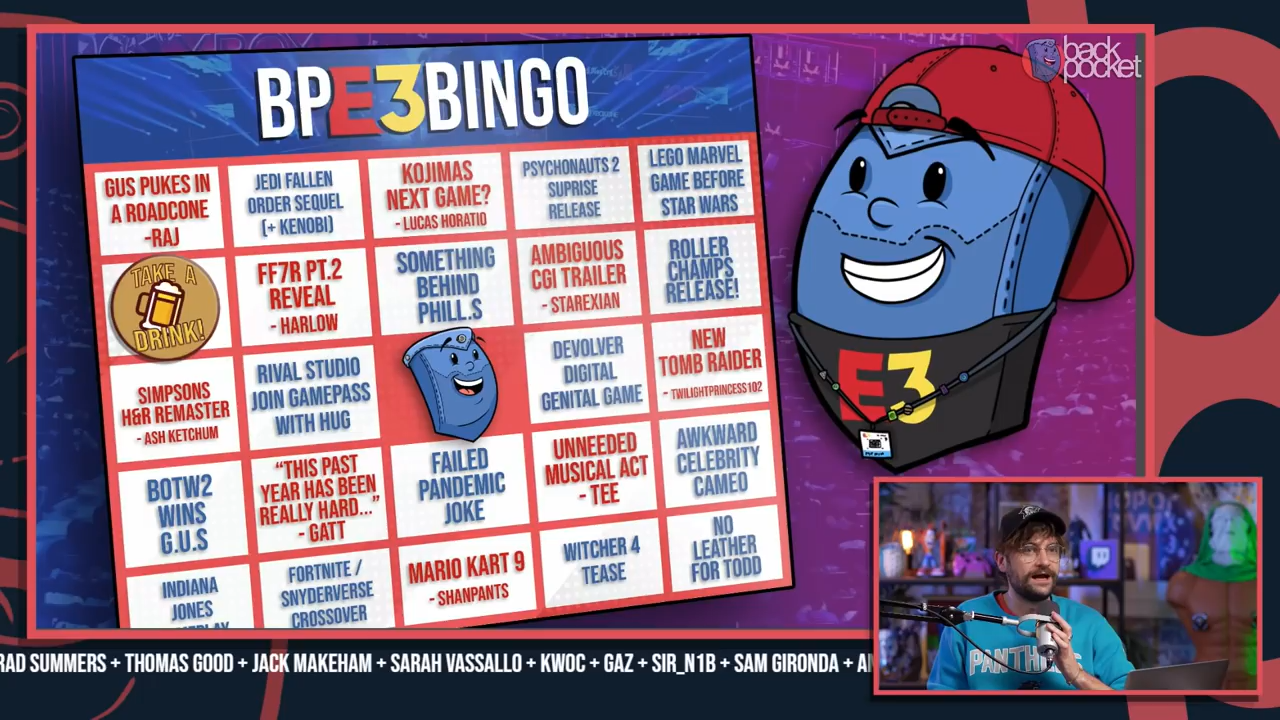 back
pocket
BPE3BINGO
GUS PUKES IN
A ROADCONE
-RAJ
JEDI FALLEN
ORDER SEQUEL
(+ KENOBI)
KOJIMAS
NEXT GAME?
- LUCAS HORATIO
PSYCHONAUTS 2
SUPRISE
RELEASE
LEGO MARVEL
GAME BEFORE
STAR WARS
TAKE A
DRINK!
FF7R PT.2
REVEAL
- HARLOW
SOMETHING
BEHIND
PHILL.S
AMBIGUOUS
CGI TRAILER
- STAREXIAN
ROLLER
CHAMPS
RELEASE!
SIMPSONS
H&R REMASTER
- ASH KETCHUM
RIVAL STUDIO
JOIN GAMEPASS
WITH HUG
DEVOLVER
DIGITAL
GENITAL GAME
NEW
TOMB RAIDER
- TWILIGHTPRINCESS102
BOTW2
WINS
G.U.S
"THIS PAST
YEAR HAS BEEN
REALLY HARD..."
- GATT
FAILED
PANDEMIC
JOKE
UNNEEDED
MUSICAL ACT
- TEE
AWKWARD
CELEBRITY
CAMEO
INDIANA
JONES
FORTNITE /
SNYDERVERSE
CROSSOVER
MARIO KART 9
- SHANPANTS
WITCHER 4
TEASE
NO
LEATHER
FOR TODD
E3
PANTHERS
RAD SUMMERS + THOMAS GOOD + JACK MAKEHAM + SARAH VASSALLO + KWOC + GAZ + SIR_N1B + SAM GIRONDA +